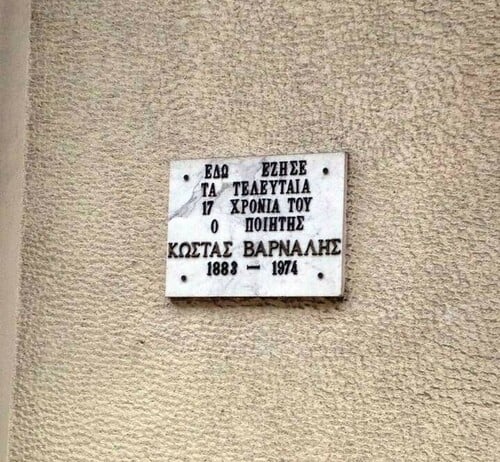 ΕΔΩ ΕΖΗΣΕ
ΤΑ ΤΕΛΕΥΤΑΙΑ
17 ΧΡΟΝΙΑ ΤΟΥ
Ο ΠΟΙΗΤΗΣ
ΚΩΣΤΑΣ ΒΑΡΝΑΛΗΣ
1883 — 1974